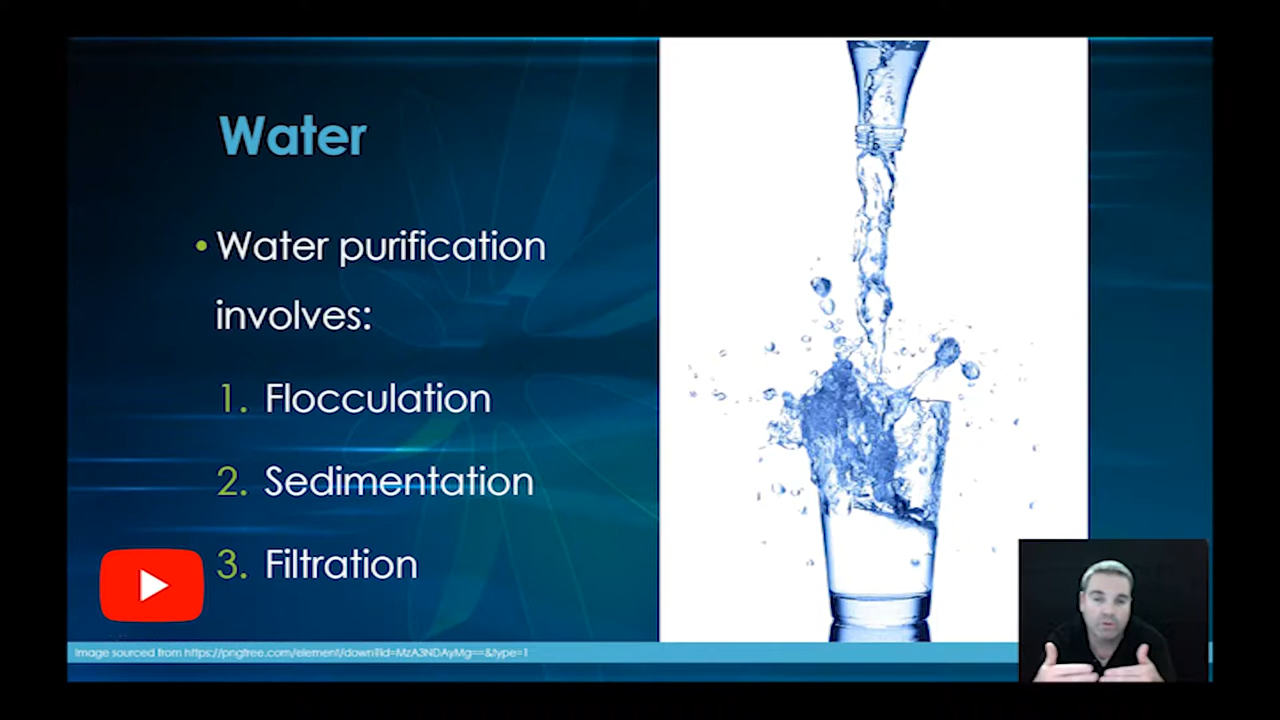 Water
• Water purification
involves:
1. Flocculation
2. Sedimentation
3. Filtration
Image sourced from https://pngtree.com/element/down?id=MzA3NDAyMg==&type=1